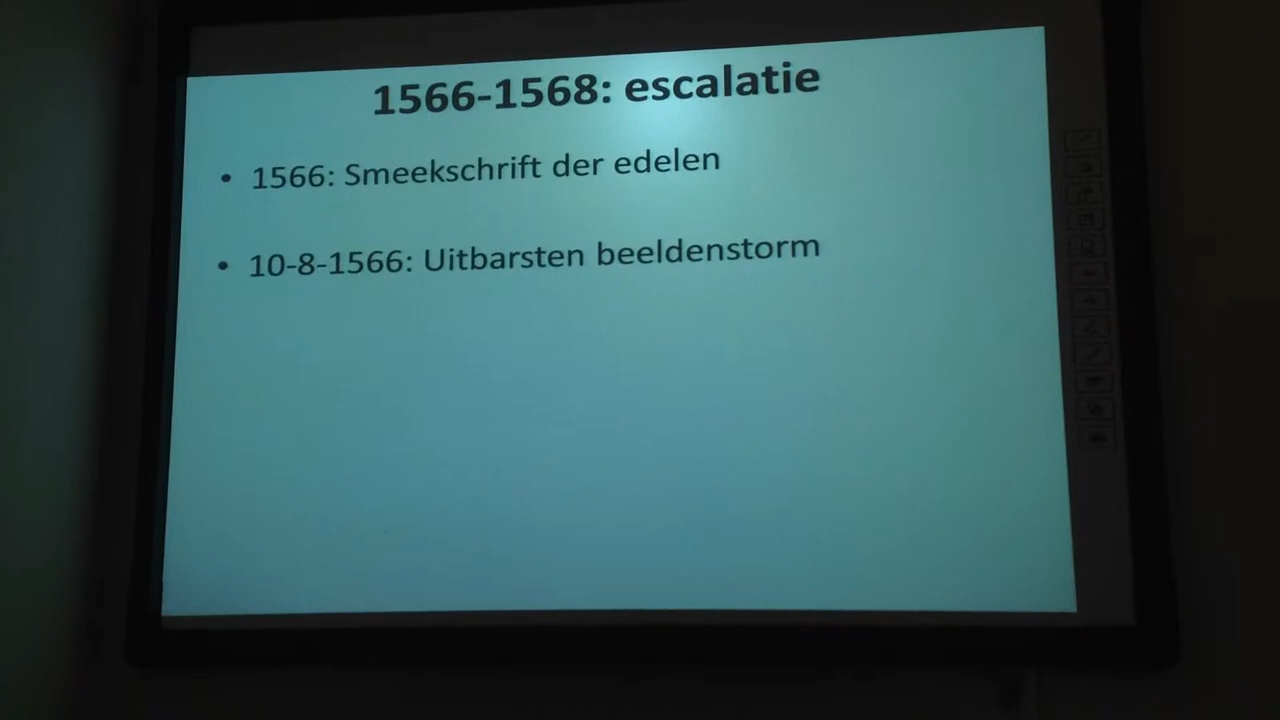 1566-1568: escalatie
• 1566: Smeekschrift der edelen
• 10-8-1566: Uitbarsten beeldenstorm